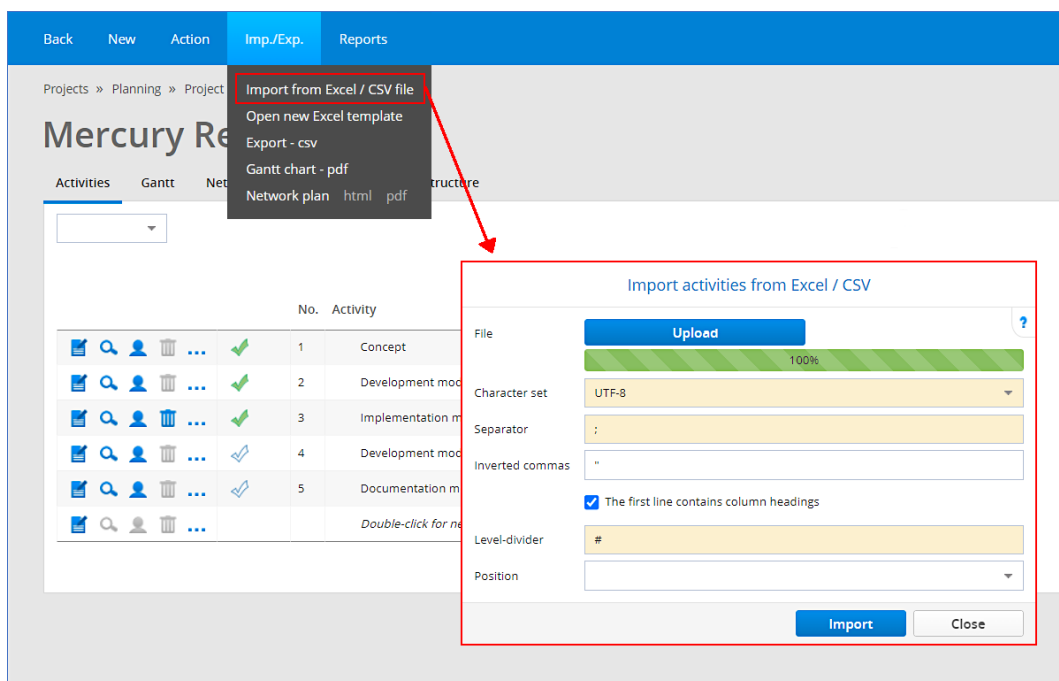 Back New Action Imp./Exp. Reports
Projects » Planning » Project
Import from Excel / CSV file
Open new Excel template
Export - csv
Gantt chart - pdf
Network plan html pdf
Mercury Re
Activities Gantt Net ructure
No. Activity
1 Concept
2 Development mod
3 Implementation m
4 Development mod
5 Documentation m
Double-click for ne
Import activities from Excel / CSV
?
File Upload
100%
Character set UTF-8
Separator ;
Inverted commas "
The first line contains column headings
Level-divider #
Position
Import Close